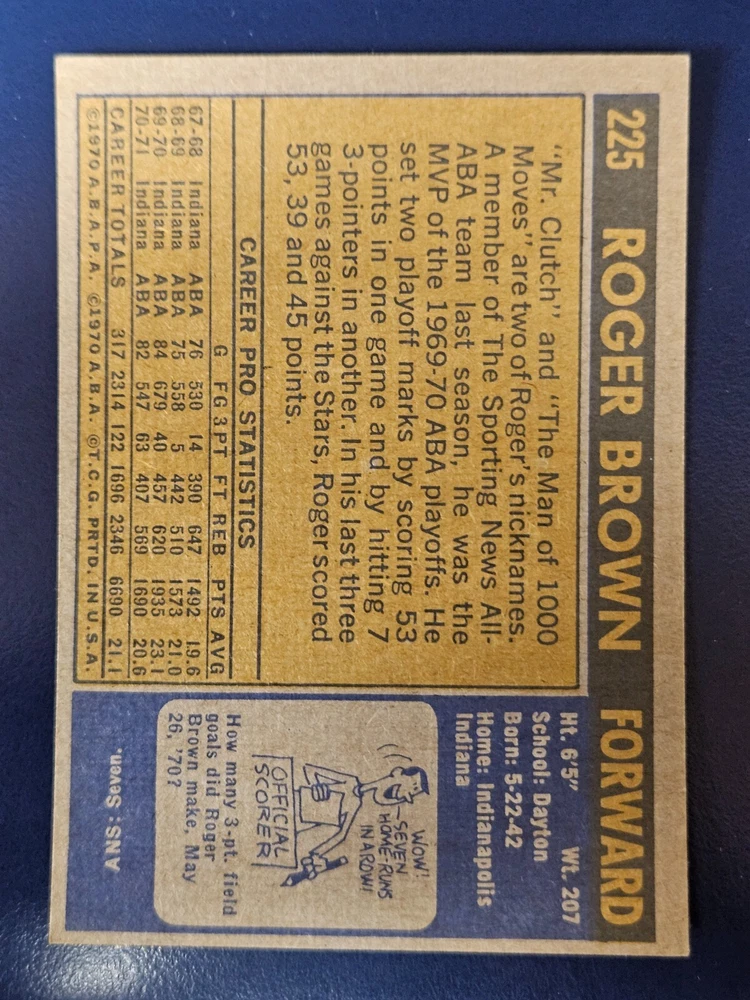 225 ROGER BROWN FORWARD
"Mr. Clutch" and "The Man of 1000
Moves" are two of Roger's nicknames.
A member of The Sporting News All-
ABA team last season, he was the
MVP of the 1969-70 ABA playoffs. He
set two playoff marks by scoring 53
points in one game and by hitting 7
3-pointers in another. In his last three
games against the Stars, Roger scored
53, 39 and 45 points.
CAREER PRO STATISTICS
G FG 3PT FT REB PTS AVG
67-68 Indiana ABA 76 530 14 390 647 1492 19.6
68-69 Indiana ABA 75 558 5 442 510 1573 21.0
69-70 Indiana ABA 84 679 40 457 620 1935 23.1
70-71 Indiana ABA 82 547 63 407 569 1690 20.6
CAREER TOTALS 317 2314 122 1696 2346 6690 21.1
©1970 A.B.A.P.A. ©1970 A.B.A. ©T.C.G. PRTD. IN U.S.A.
Ht. 6'5" Wt. 207
School: Dayton
Born: 5-22-42
Home: Indianapolis
Indiana
WOW!
SEVEN
HOME-RUNS
IN A ROW!
OFFICIAL
SCORER
How many 3-pt. field
goals did Roger
Brown make, May
26, '70?
ANS: Seven.